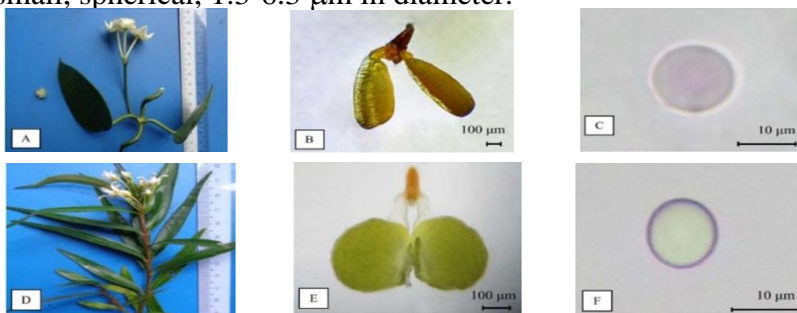 small, spherical, 1.5-6.5 μm in diameter.
A
B
100 μm
C
10 μm
D
E
100 μm
F
10 μm